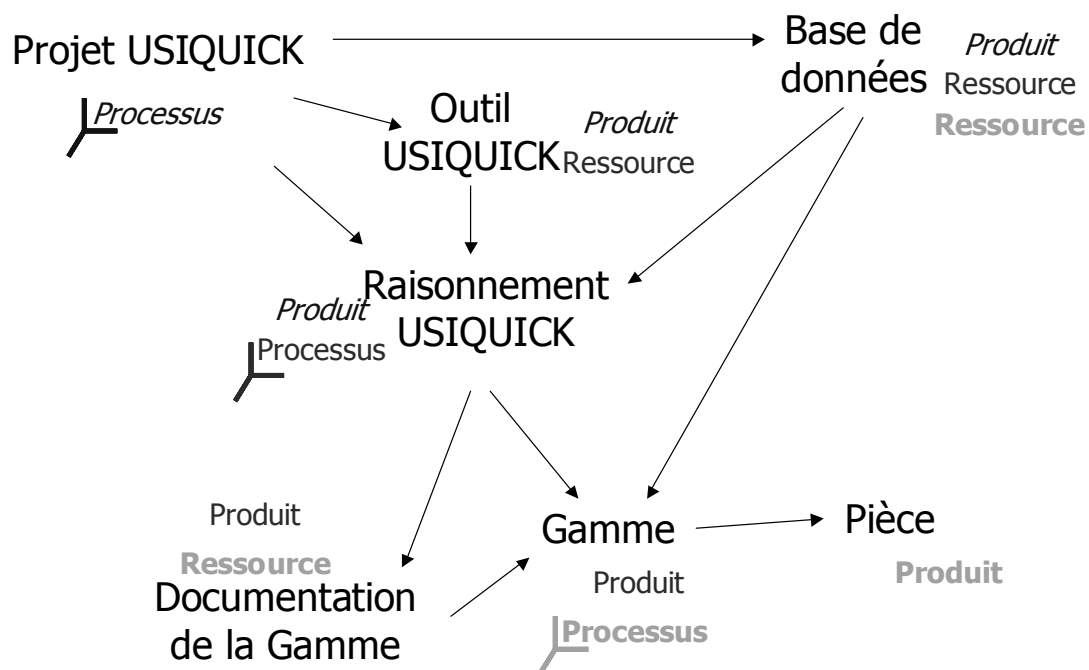 Projet USIQUICK
Processus
Base de
données
Produit
Ressource
Ressource
Outil
USIQUICK
Produit
Ressource
Raisonnement
USIQUICK
Produit
Processus
Produit
Ressource
Documentation
de la Gamme
Gamme
Produit
Processus
Pièce
Produit